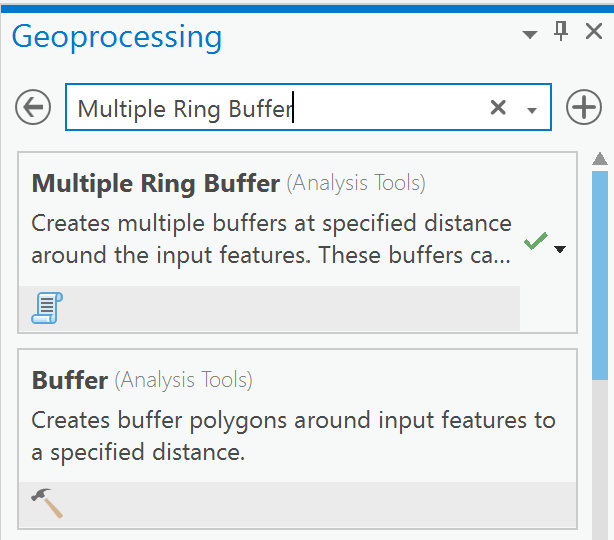 Geoprocessing
Multiple Ring Buffer
Multiple Ring Buffer (Analysis Tools)
Creates multiple buffers at specified distance
around the input features. These buffers ca...
Buffer (Analysis Tools)
Creates buffer polygons around input features to
a specified distance.